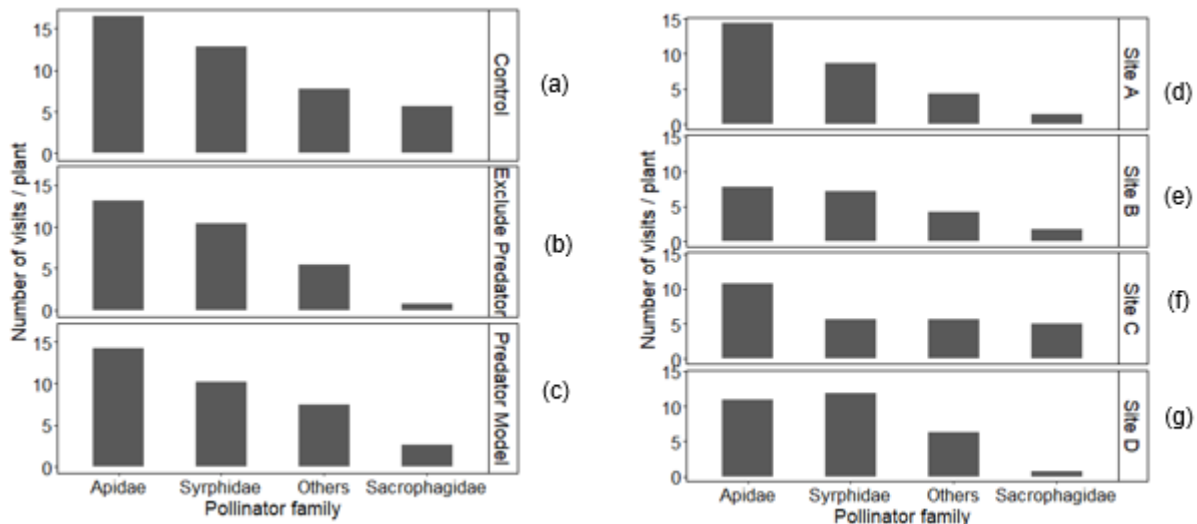 Number of visits / plant
15
10
5
0
Control
(a)
15
10
5
0
Exclude Predator
(b)
15
10
5
0
Predator Model
(c)
Apidae Syrphidae Others Sacrophagidae
Pollinator family
Number of visits / plant
15
10
5
0
Site A
(d)
15
10
5
0
Site B
(e)
15
10
5
0
Site C
(f)
15
10
5
0
Site D
(g)
Apidae Syrphidae Others Sacrophagidae
Pollinator family